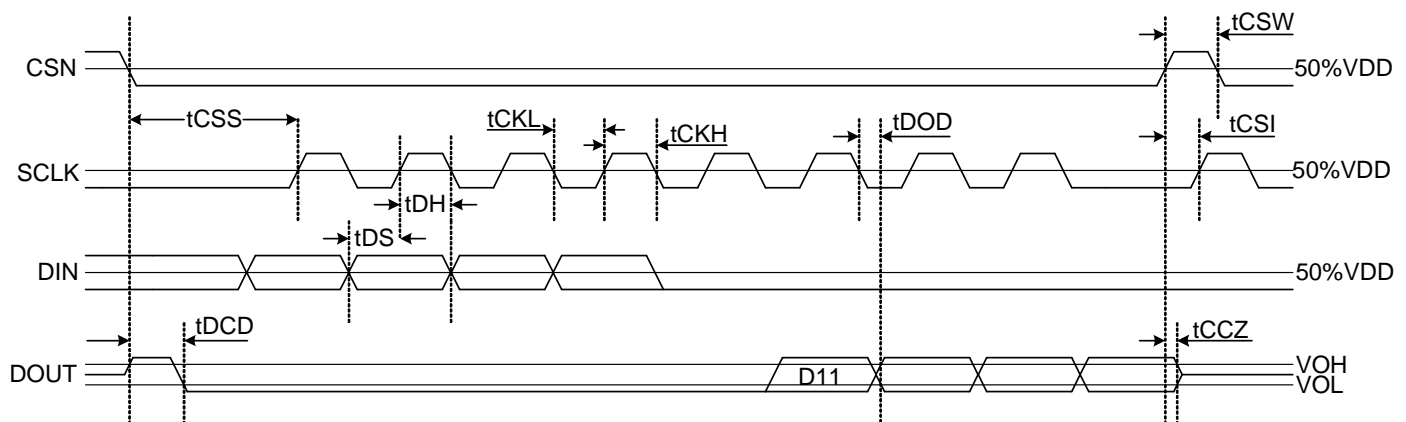 tCSW
CSN
50%VDD
tCSS
tCKL
tCKH
tDOD
tCSI
SCLK
50%VDD
tDH
tDS
DIN
50%VDD
tDCD
tCCZ
DOUT
D11
VOH
VOL